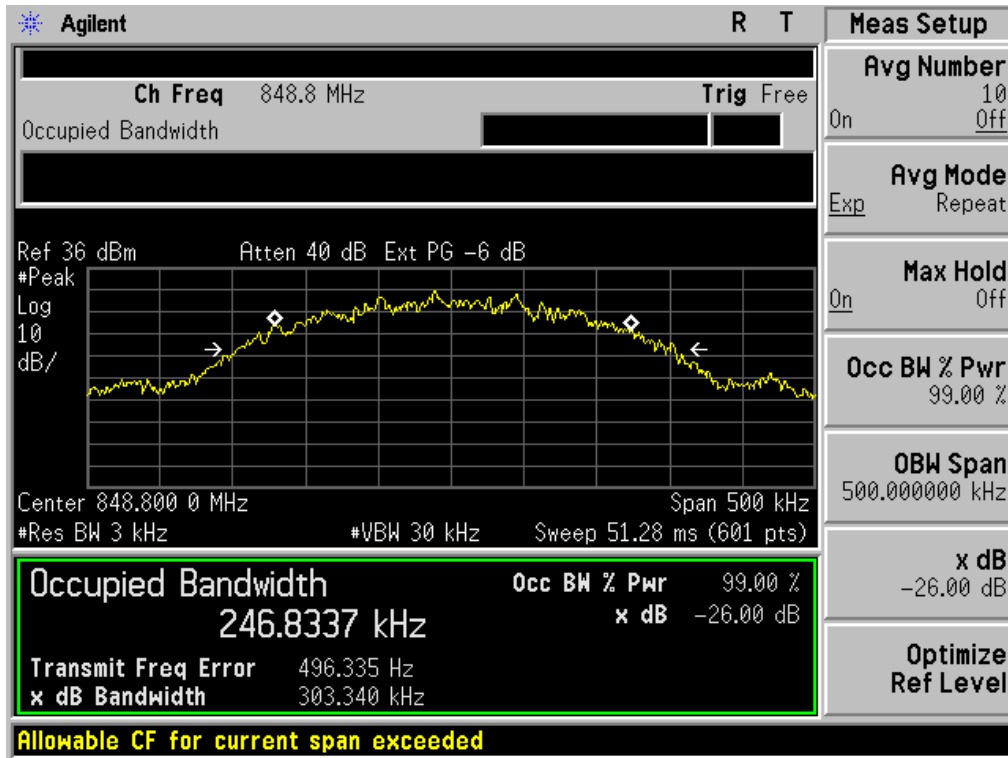 Agilent R T
Ch Freq 848.8 MHz Trig Free
Occupied Bandwidth
Ref 36 dBm Atten 40 dB Ext PG -6 dB
#Peak
Log
10
dB/
Center 848.800 0 MHz Span 500 kHz
#Res BW 3 kHz #VBW 30 kHz Sweep 51.28 ms (601 pts)
Occupied Bandwidth Occ BW % Pwr 99.00 %
246.8337 kHz x dB -26.00 dB
Transmit Freq Error 496.335 Hz
x dB Bandwidth 303.340 kHz
Allowable CF for current span exceeded
Meas Setup
Avg Number
10
On Off
Avg Mode
Exp Repeat
Max Hold
On Off
Occ BW % Pwr
99.00 %
OBW Span
500.000000 kHz
x dB
-26.00 dB
Optimize
Ref Level